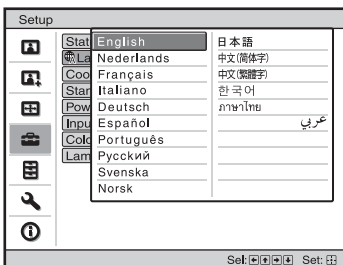 Setup
Stat
La
Coo
Star
Pow
Inpu
Colo
Lam
English
Nederlands
Français
Italiano
Deutsch
Español
Português
Русский
Svenska
Norsk
日本語
中文(简体字)
中文(繁體字)
한국어
ภาษาไทย
عربي
Sel: Set: